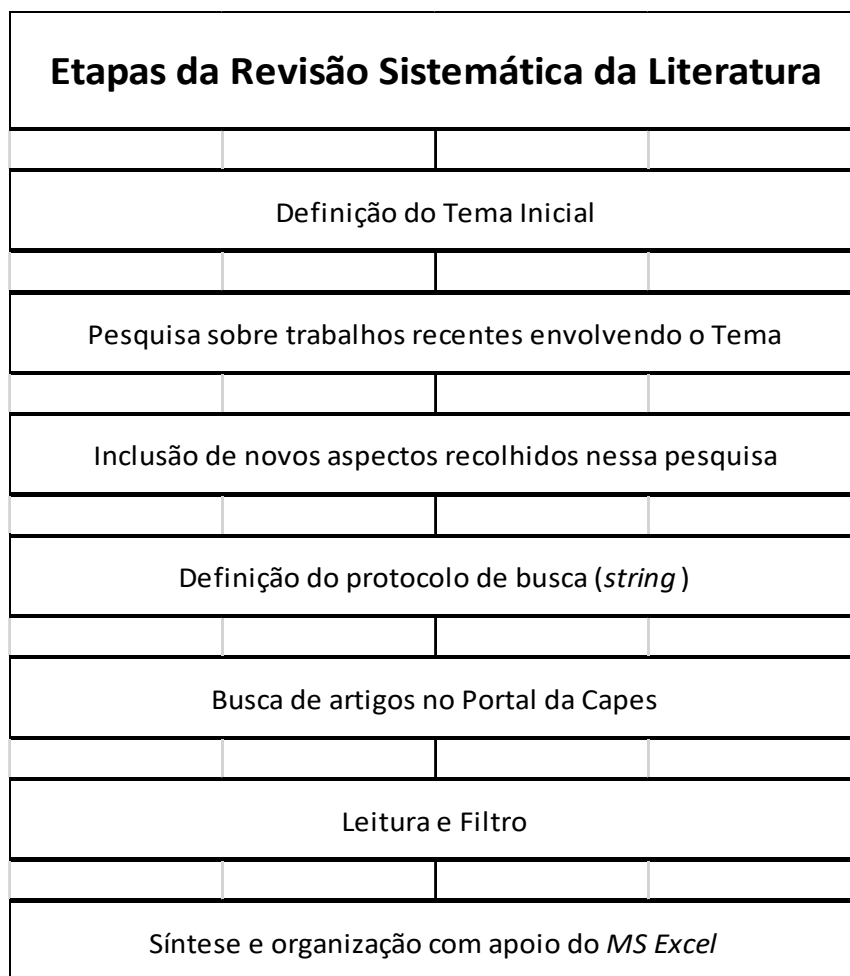 Etapas da Revisão Sistemática da Literatura
Definição do Tema Inicial
Pesquisa sobre trabalhos recentes envolvendo o Tema
Inclusão de novos aspectos recolhidos nessa pesquisa
Definição do protocolo de busca (string )
Busca de artigos no Portal da Capes
Leitura e Filtro
Síntese e organização com apoio do MS Excel